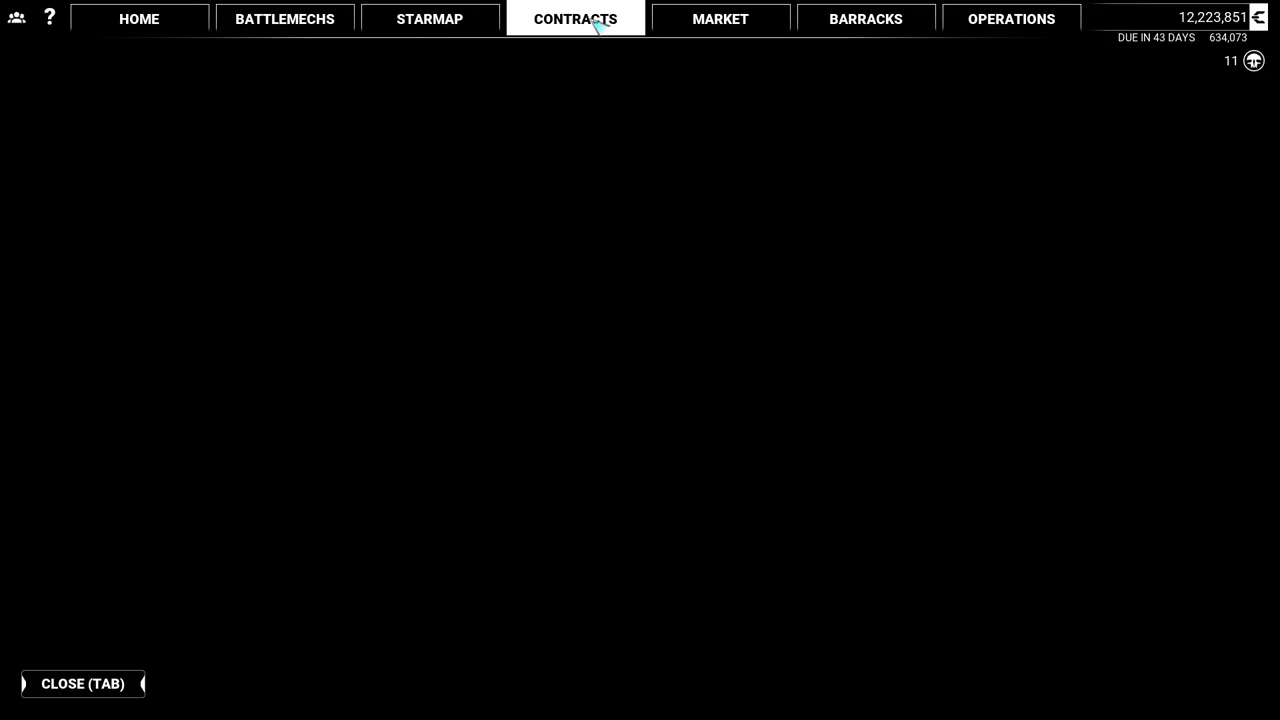 ? HOME BATTLEMECHS STARMAP CONTRACTS MARKET BARRACKS OPERATIONS 12,223,851
DUE IN 43 DAYS 634,073
11
CLOSE (TAB)